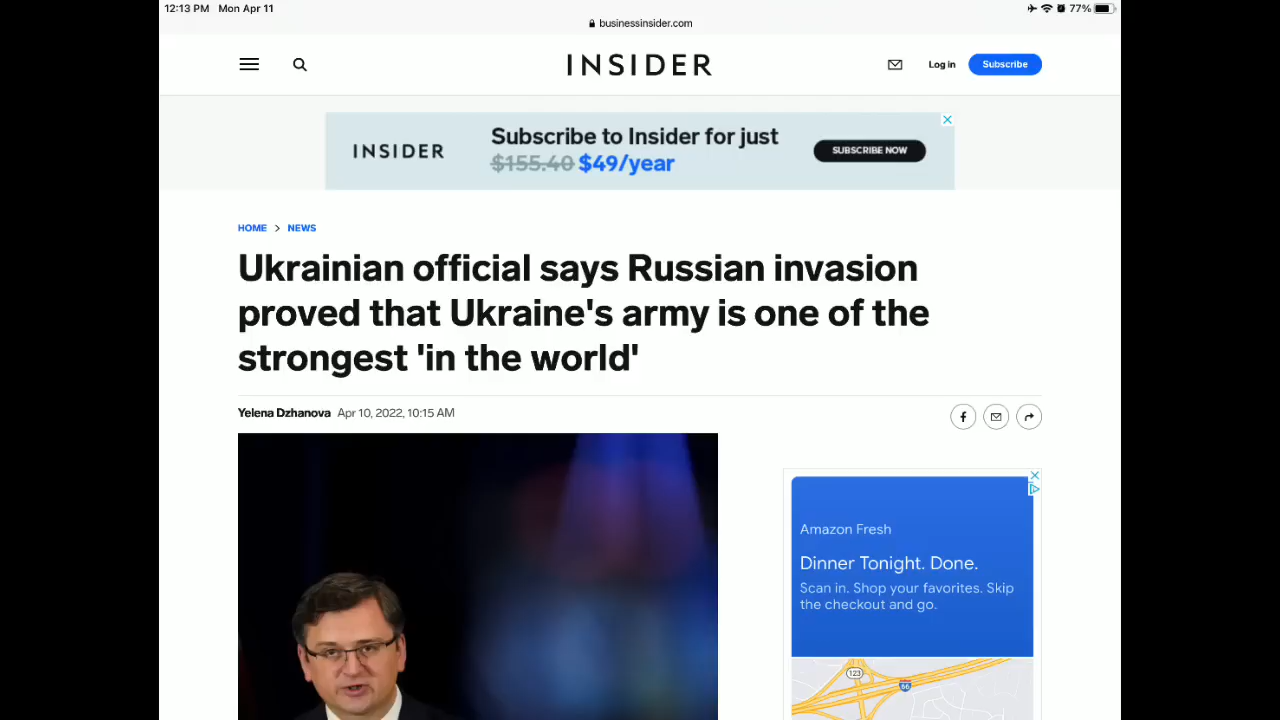 12:13 PM Mon Apr 11
77%
businessinsider.com
INSIDER
Log in
Subscribe
INSIDER
Subscribe to Insider for just
$155.40 $49/year
SUBSCRIBE NOW
HOME > NEWS
Ukrainian official says Russian invasion
proved that Ukraine's army is one of the
strongest 'in the world'
Yelena Dzhanova Apr 10, 2022, 10:15 AM
Amazon Fresh
Dinner Tonight. Done.
Scan in. Shop your favorites. Skip
the checkout and go.
123
66